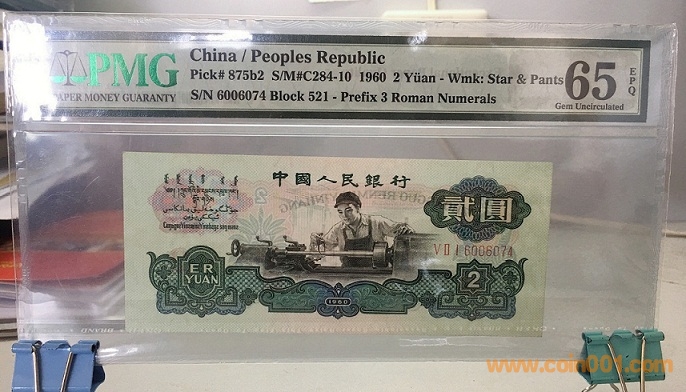 PMG
PAPER MONEY GUARANTY
China / Peoples Republic
Pick# 875b2 S/M#C284-10 1960 2 Yüan - Wmk: Star & Pants
S/N 6006074 Block 521 - Prefix 3 Roman Numerals
65
EPQ
Gem Uncirculated
中國人民銀行
貳圓
VII I 6006074
ER
YUAN
1960
2
www.coin001.com